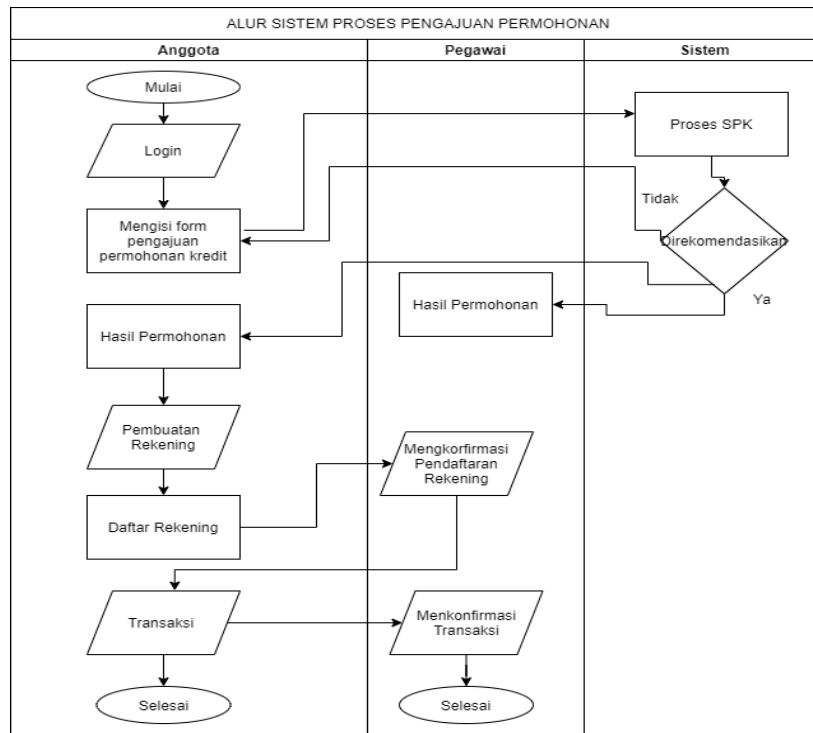 ALUR SISTEM PROSES PENGAJUAN PERMOHONAN
Anggota
Pegawai
Sistem
Mulai
Login
Mengisi form
pengajuan
permohonan kredit
Proses SPK
Tidak
Direkomendasikan
Ya
Hasil Permohonan
Hasil Permohonan
Pembuatan
Rekening
Mengkorfirmasi
Pendaftaran
Rekening
Daftar Rekening
Transaksi
Menkonfirmasi
Transaksi
Selesai
Selesai